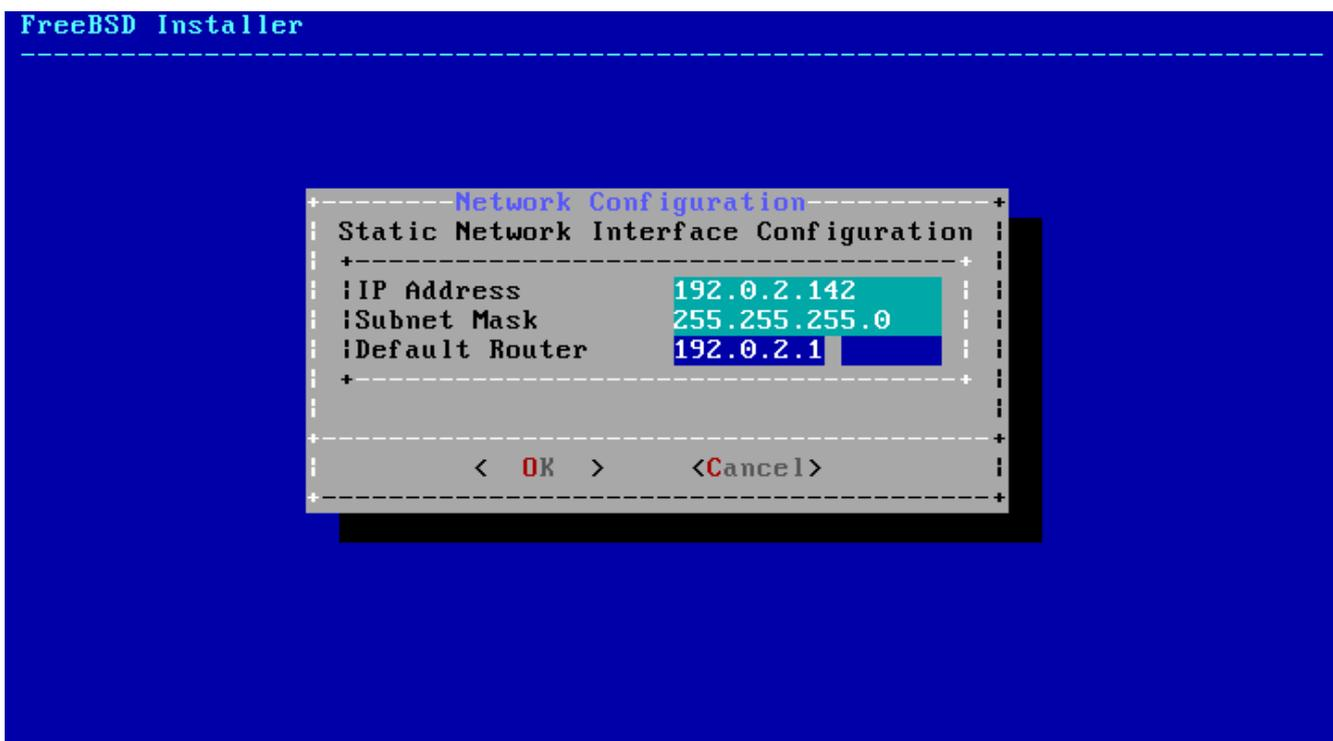 FreeBSD Installer
Network Configuration
Static Network Interface Configuration
IP Address 192.0.2.142
Subnet Mask 255.255.255.0
Default Router 192.0.2.1
< OK > <Cancel>